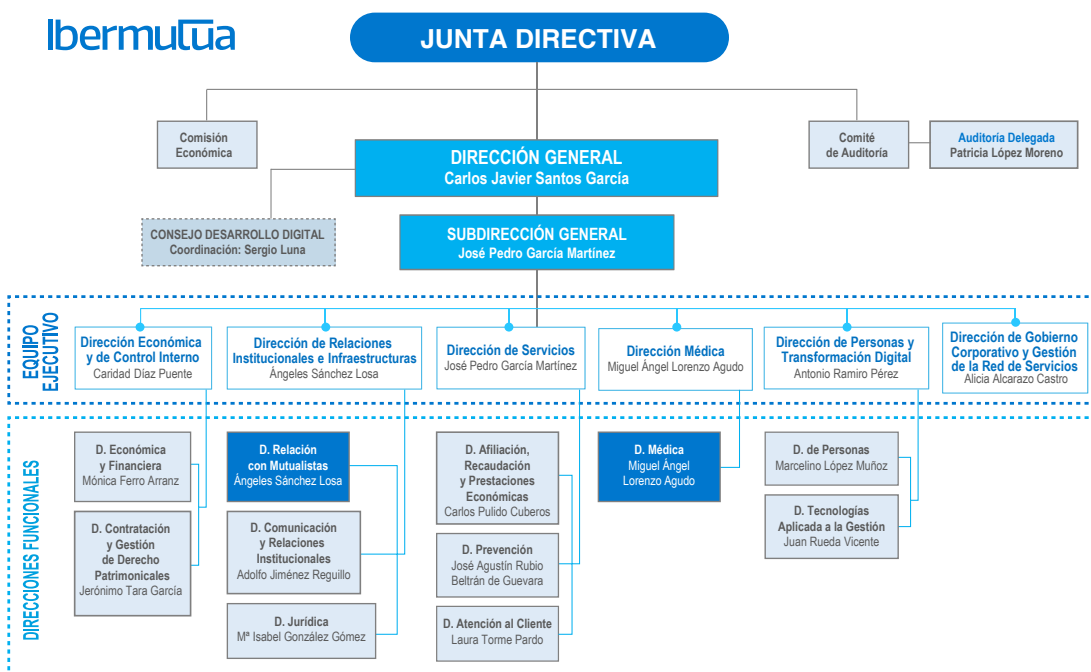 Ibermutua
JUNTA DIRECTIVA
Comisión
Económica
Comité
de Auditoría
Auditoría Delegada
Patricia López Moreno
DIRECCIÓN GENERAL
Carlos Javier Santos García
CONSEJO DESARROLLO DIGITAL
Coordinación: Sergio Luna
SUBDIRECCIÓN GENERAL
José Pedro García Martínez
EQUIPO
EJECUTIVO
Dirección Económica
y de Control Interno
Caridad Díaz Puente
Dirección de Relaciones
Institucionales e Infraestructuras
Ángeles Sánchez Losa
Dirección de Servicios
José Pedro García Martínez
Dirección Médica
Miguel Ángel Lorenzo Agudo
Dirección de Personas y
Transformación Digital
Antonio Ramiro Pérez
Dirección de Gobierno
Corporativo y Gestión
de la Red de Servicios
Alicia Alcarazo Castro
DIRECCIONES FUNCIONALES
D. Económica
y Financiera
Mónica Ferro Arranz
D. Contratación
y Gestión
de Derecho
Patrimonicales
Jerónimo Tara García
D. Relación
con Mutualistas
Ángeles Sánchez Losa
D. Comunicación
y Relaciones
Institucionales
Adolfo Jiménez Reguillo
D. Jurídica
Mª Isabel González Gómez
D. Afiliación,
Recaudación
y Prestaciones
Económicas
Carlos Pulido Cuberos
D. Prevención
José Agustín Rubio
Beltrán de Guevara
D. Atención al Cliente
Laura Torme Pardo
D. Médica
Miguel Ángel
Lorenzo Agudo
D. de Personas
Marcelino López Muñoz
D. Tecnologías
Aplicada a la Gestión
Juan Rueda Vicente